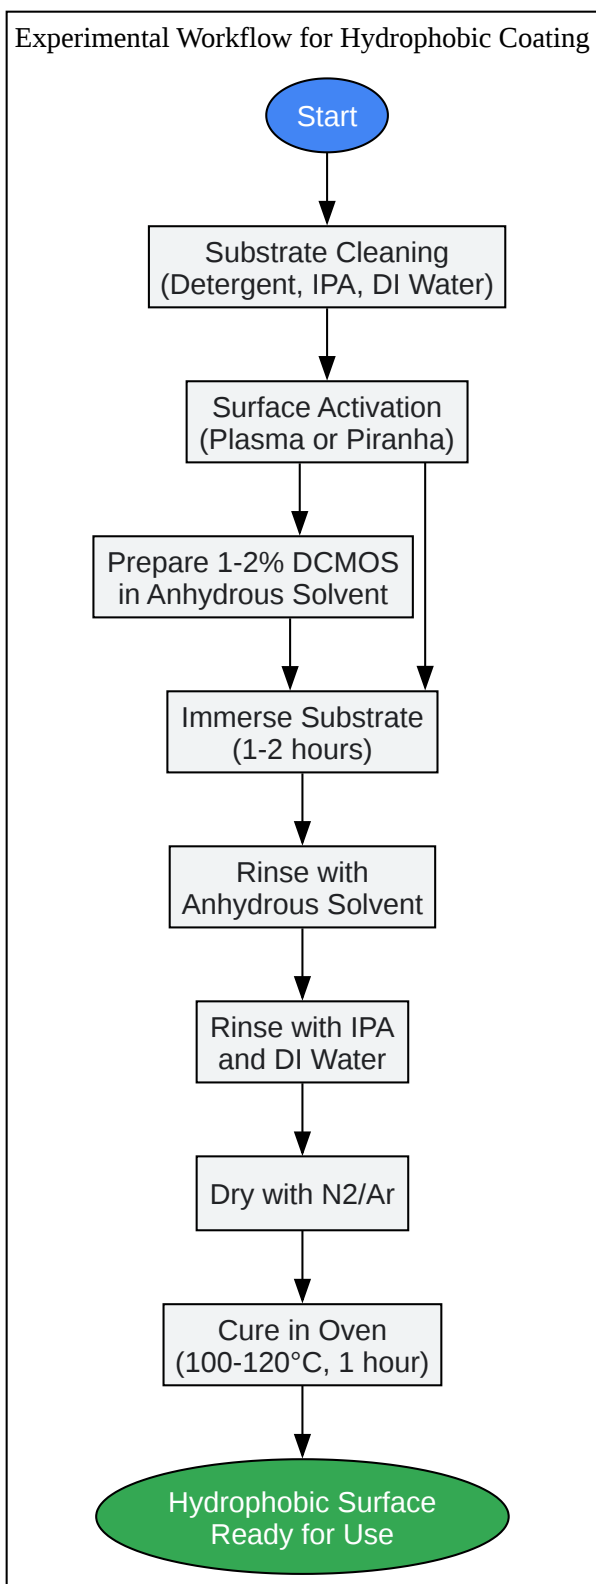 Experimental Workflow for Hydrophobic Coating
Start
Substrate Cleaning
(Detergent, IPA, DI Water)
Surface Activation
(Plasma or Piranha)
Prepare 1-2% DCMOS
in Anhydrous Solvent
Immerse Substrate
(1-2 hours)
Rinse with
Anhydrous Solvent
Rinse with IPA
and DI Water
Dry with N2/Ar
Cure in Oven
(100-120°C, 1 hour)
Hydrophobic Surface
Ready for Use